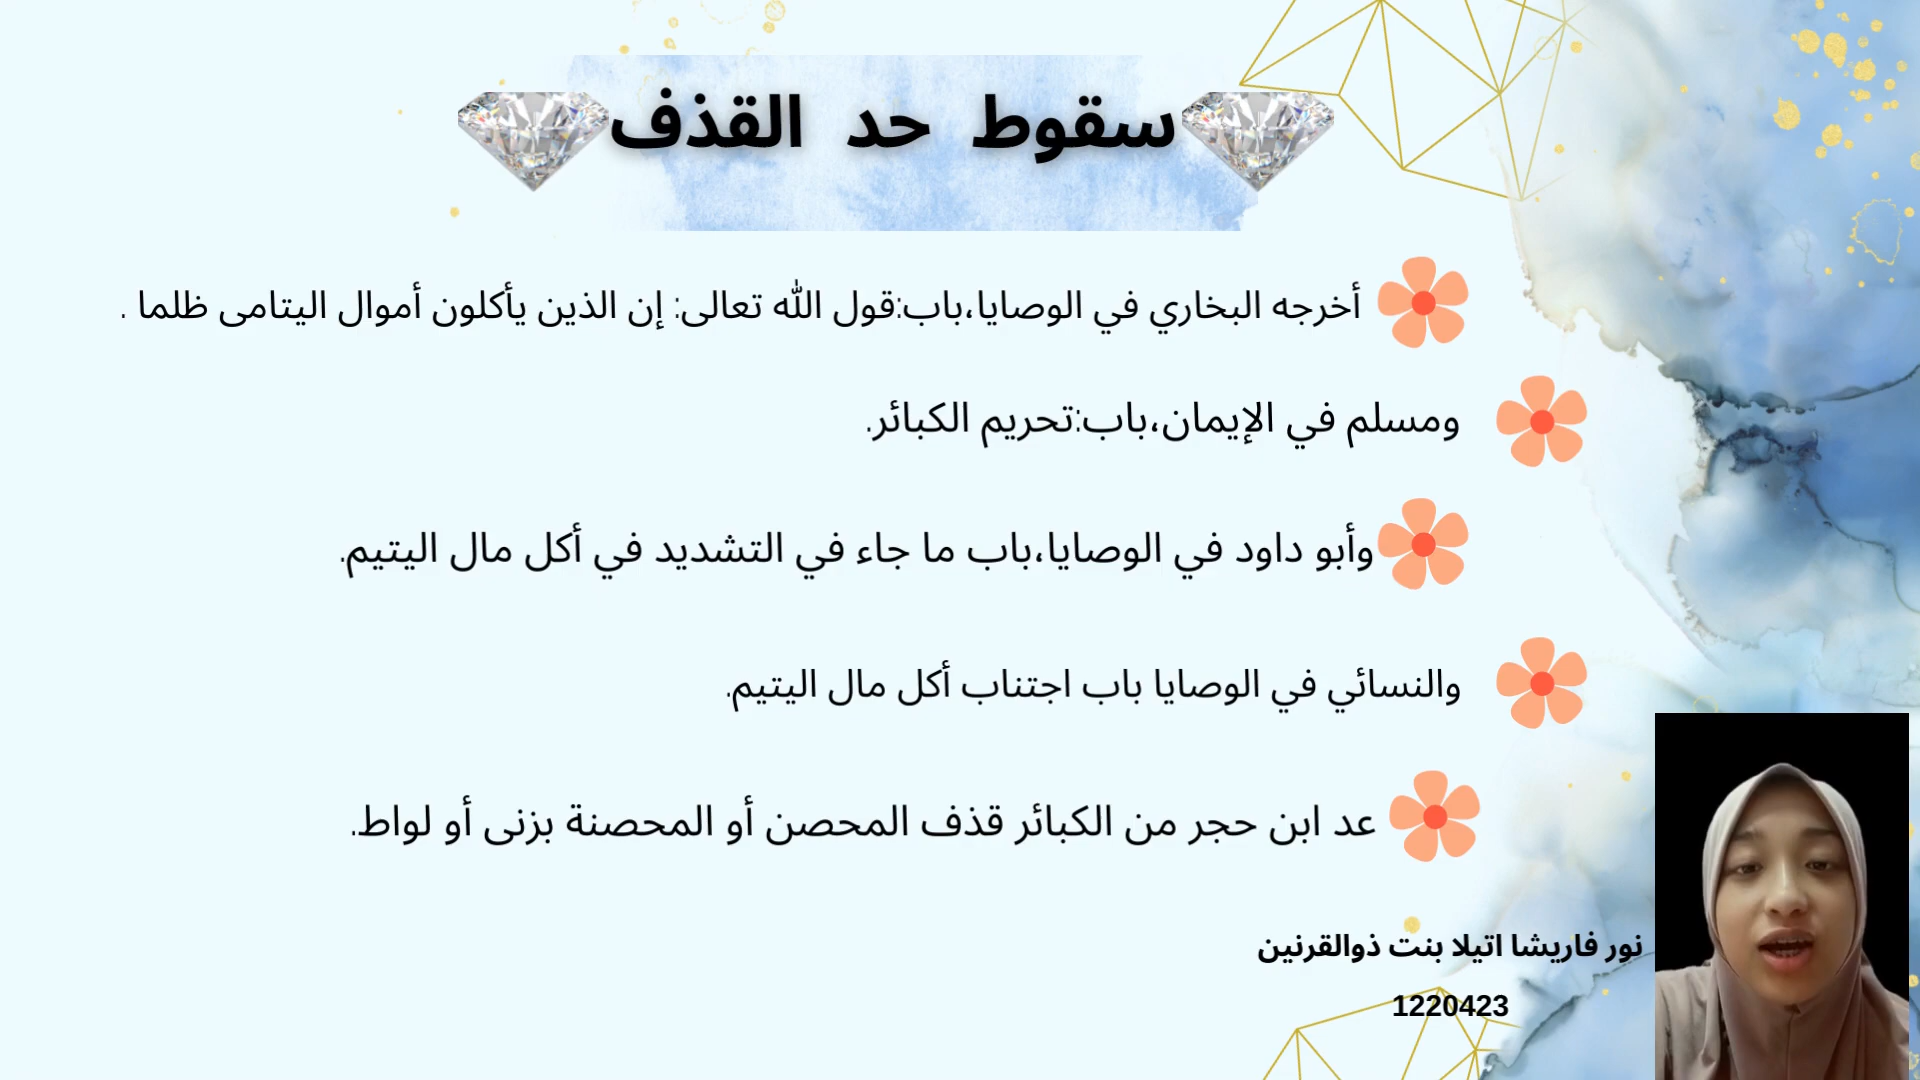 سقوط حد القذف
أخرجه البخاري في الوصايا،باب:قول الله تعالى: إن الذين يأكلون أموال اليتامى ظلما .
ومسلم في الإيمان،باب:تحريم الكبائر.
وأبو داود في الوصايا،باب ما جاء في التشديد في أكل مال اليتيم.
والنسائي في الوصايا باب اجتناب أكل مال اليتيم.
عد ابن حجر من الكبائر قذف المحصن أو المحصنة بزنى أو لواط.
نور فاريشا اتيلا بنت ذوالقرنين
1220423